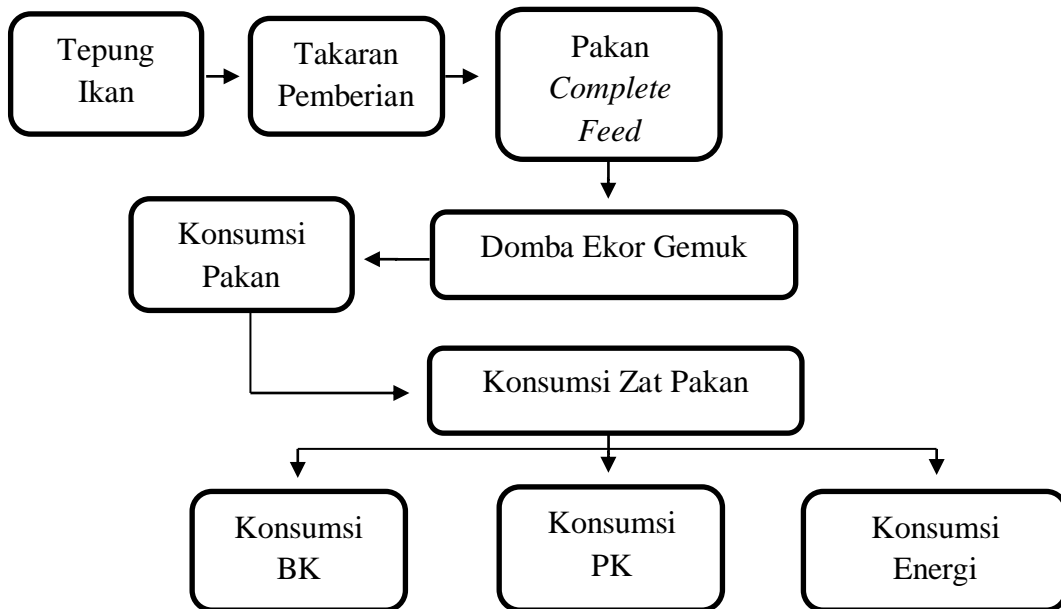 Tepung
Ikan
Takaran
Pemberian
Pakan
Complete
Feed
Domba Ekor Gemuk
Konsumsi
Pakan
Konsumsi Zat Pakan
Konsumsi
BK
Konsumsi
PK
Konsumsi
Energi